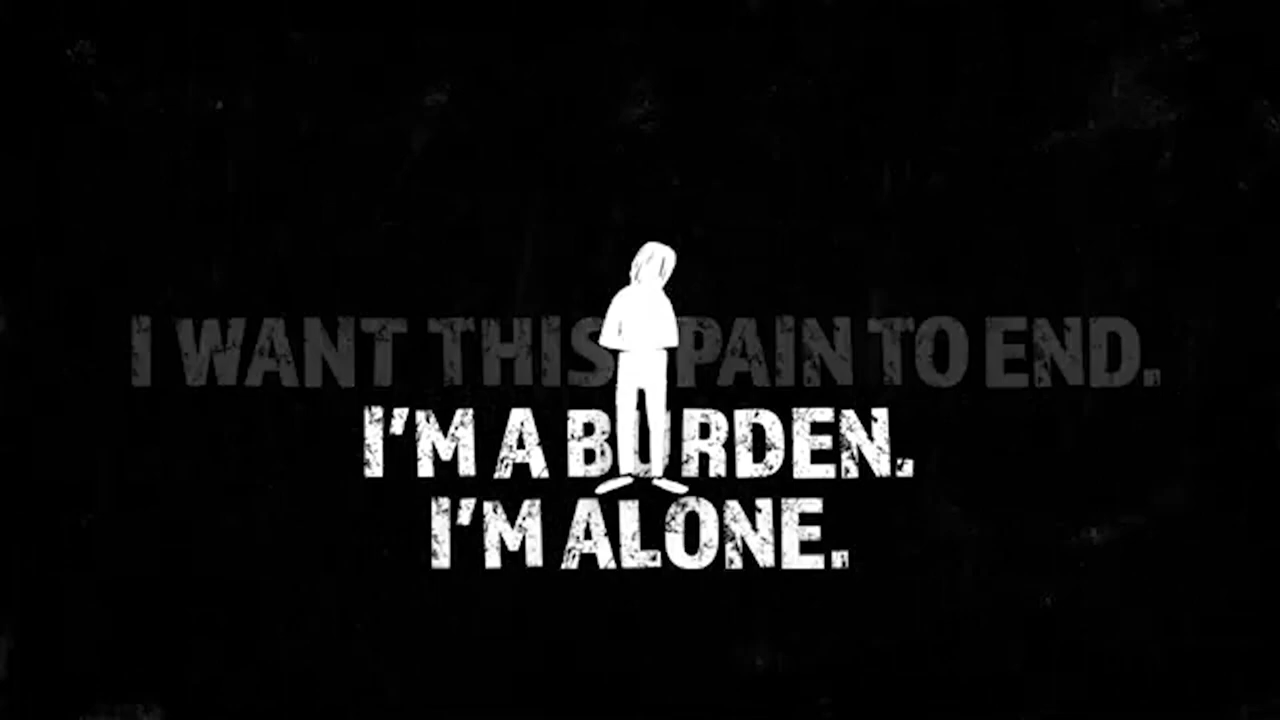 I WANT THIS PAIN TO END.
I'M A BURDEN.
I'M ALONE.